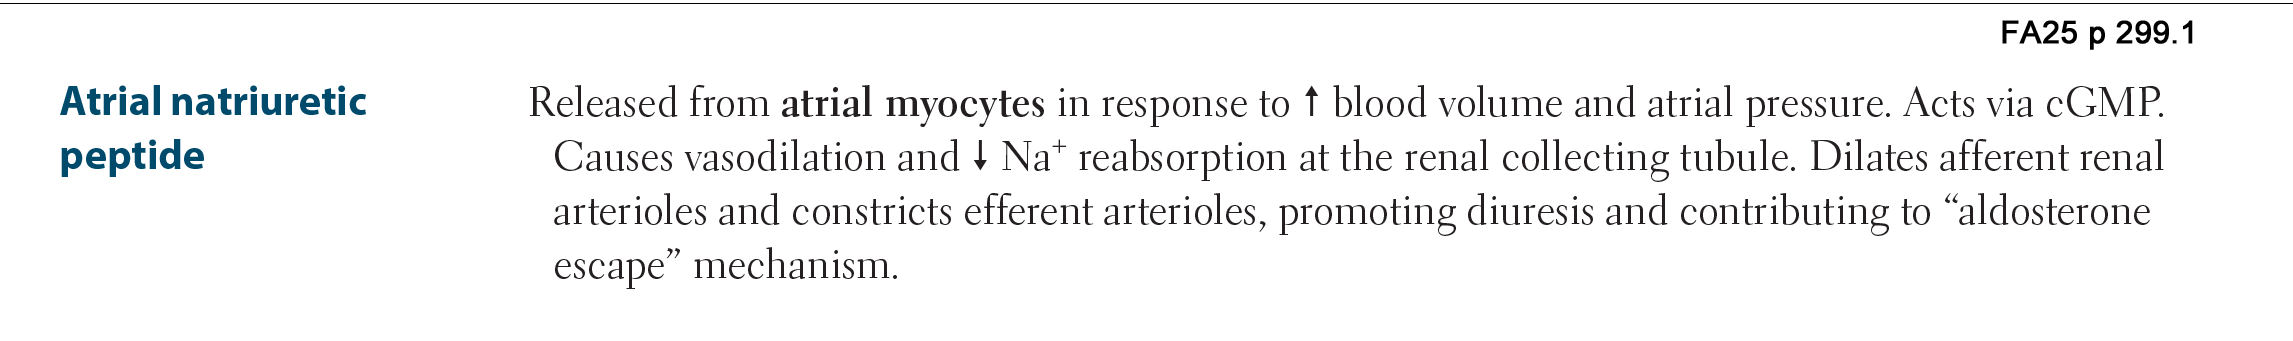 FA25 p 299.1
Atrial natriuretic
peptide
Released from atrial myocytes in response to ↑ blood volume and atrial pressure. Acts via cGMP.
Causes vasodilation and ↓ Na⁺ reabsorption at the renal collecting tubule. Dilates afferent renal
arterioles and constricts efferent arterioles, promoting diuresis and contributing to “aldosterone
escape” mechanism.